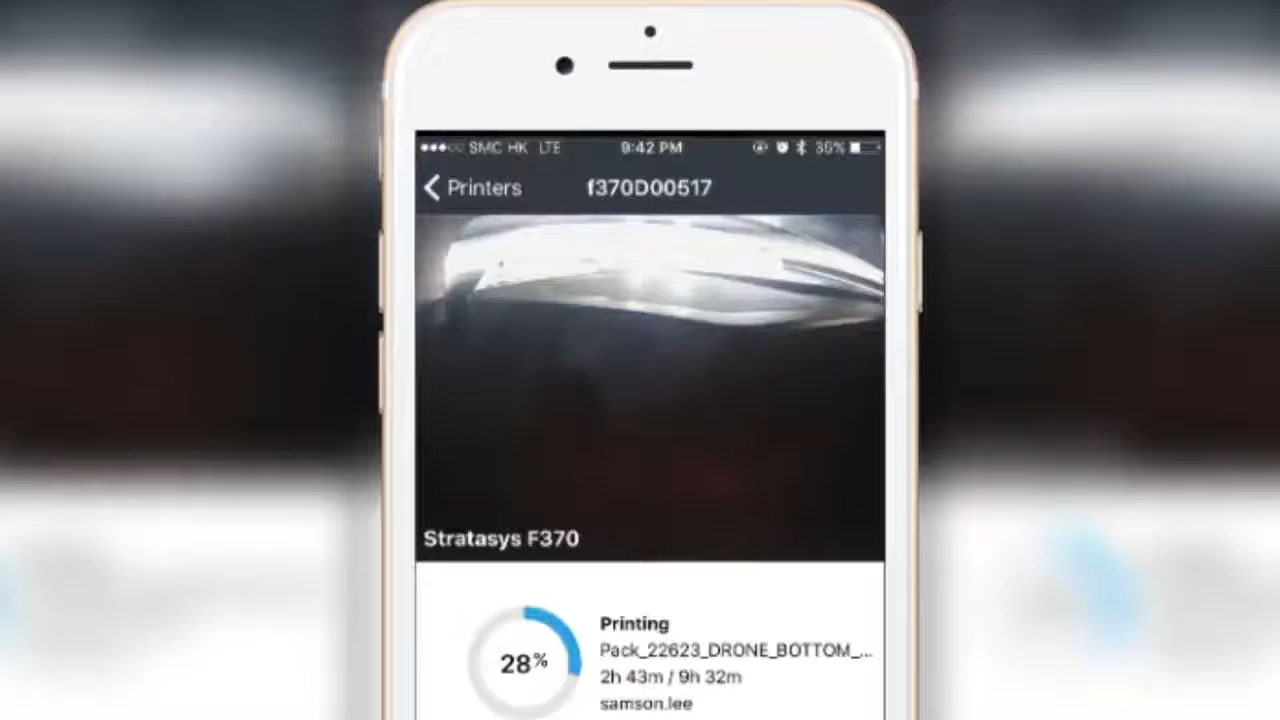 SMC HK LTE 9:42 PM 35%
Printers f370D00517
Stratasys F370
28% Printing
Pack_22623_DRONE_BOTTOM_...
2h 43m / 9h 32m
samson.lee